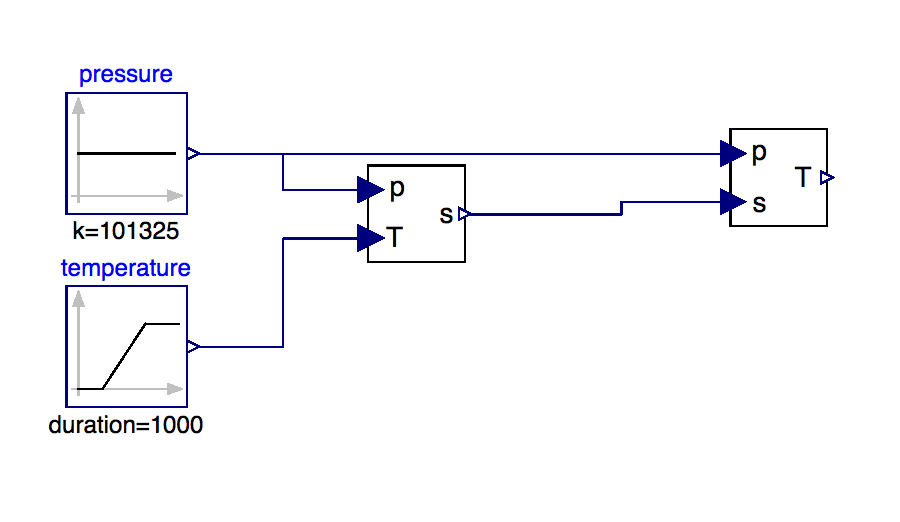 pressure
k=101325
temperature
duration=1000
p
T
s
p
s
T